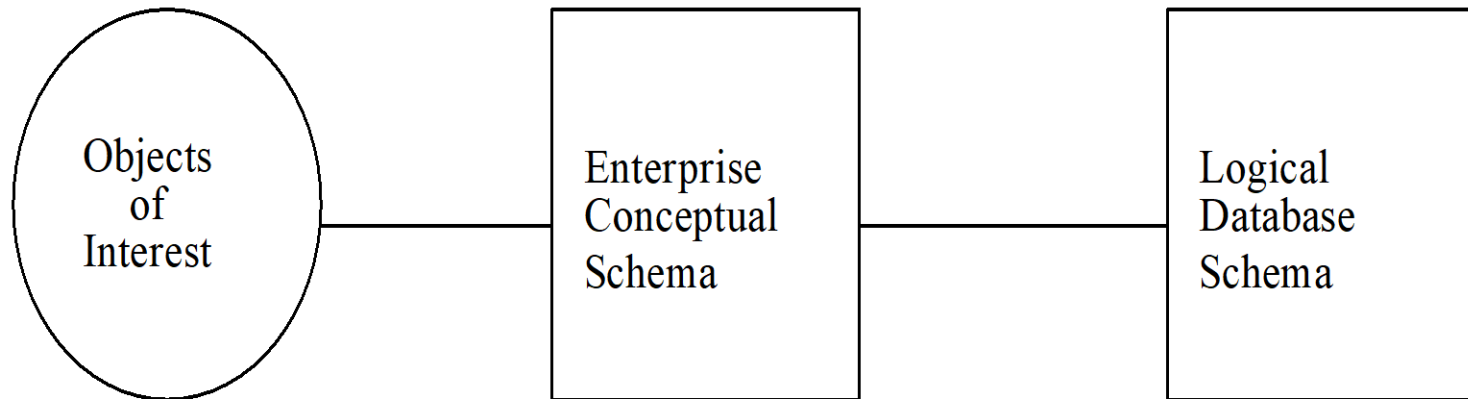 Objects
of
Interest
Enterprise
Conceptual
Schema
Logical
Database
Schema